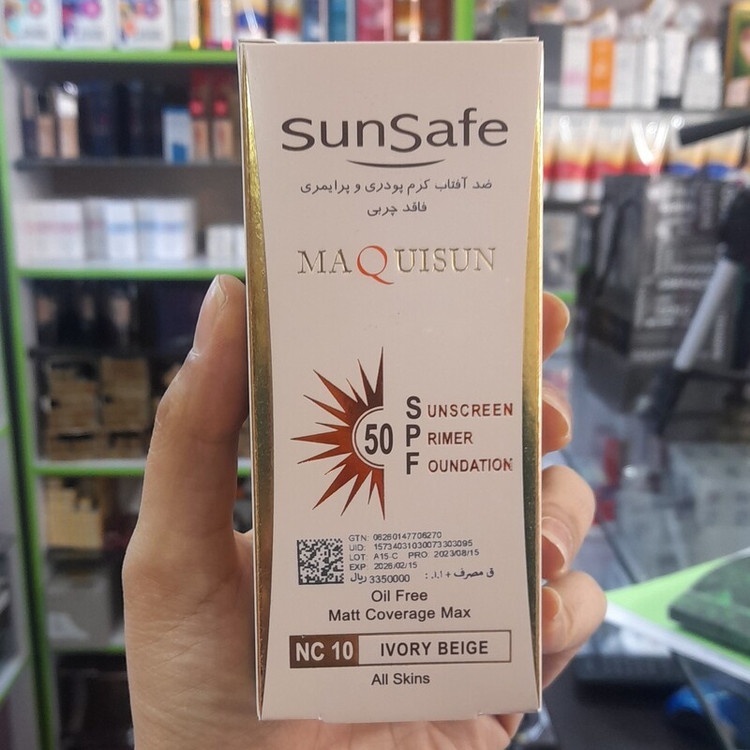 sunSafe
ضد آفتاب کرم پودری و پرایمری
فاقد چربی
MAQUISUN
50
SUNSCREEN
PRIMER
FOUNDATION
GTN: 06260147706270
UID: 15734031030073303095
LOT: A15-C PRO: 2023/08/15
EXP: 2026/02/15
ق مصرف + ا.ا. : 3350000 ریال
Oil Free
Matt Coverage Max
NC 10 IVORY BEIGE
All Skins